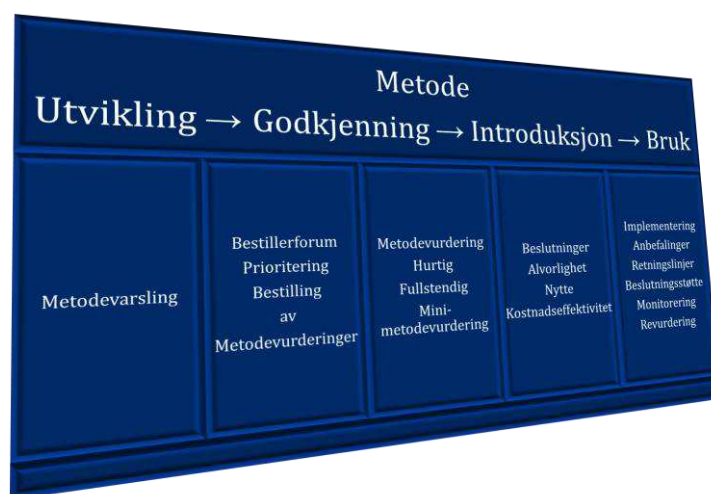 Metode
Utvikling → Godkjenning → Introduksjon → Bruk
Metodevarsling
Bestillerforum
Prioritering
Bestilling
av
Metodevurderinger
Metodevurdering
Hurtig
Fullstendig
Mini-
metodevurdering
Beslutninger
Alvorlighet
Nytte
Kostnadseffektivitet
Implementering
Anbefalinger
Retningslinjer
Beslutningsstøtte
Monitorering
Revurdering